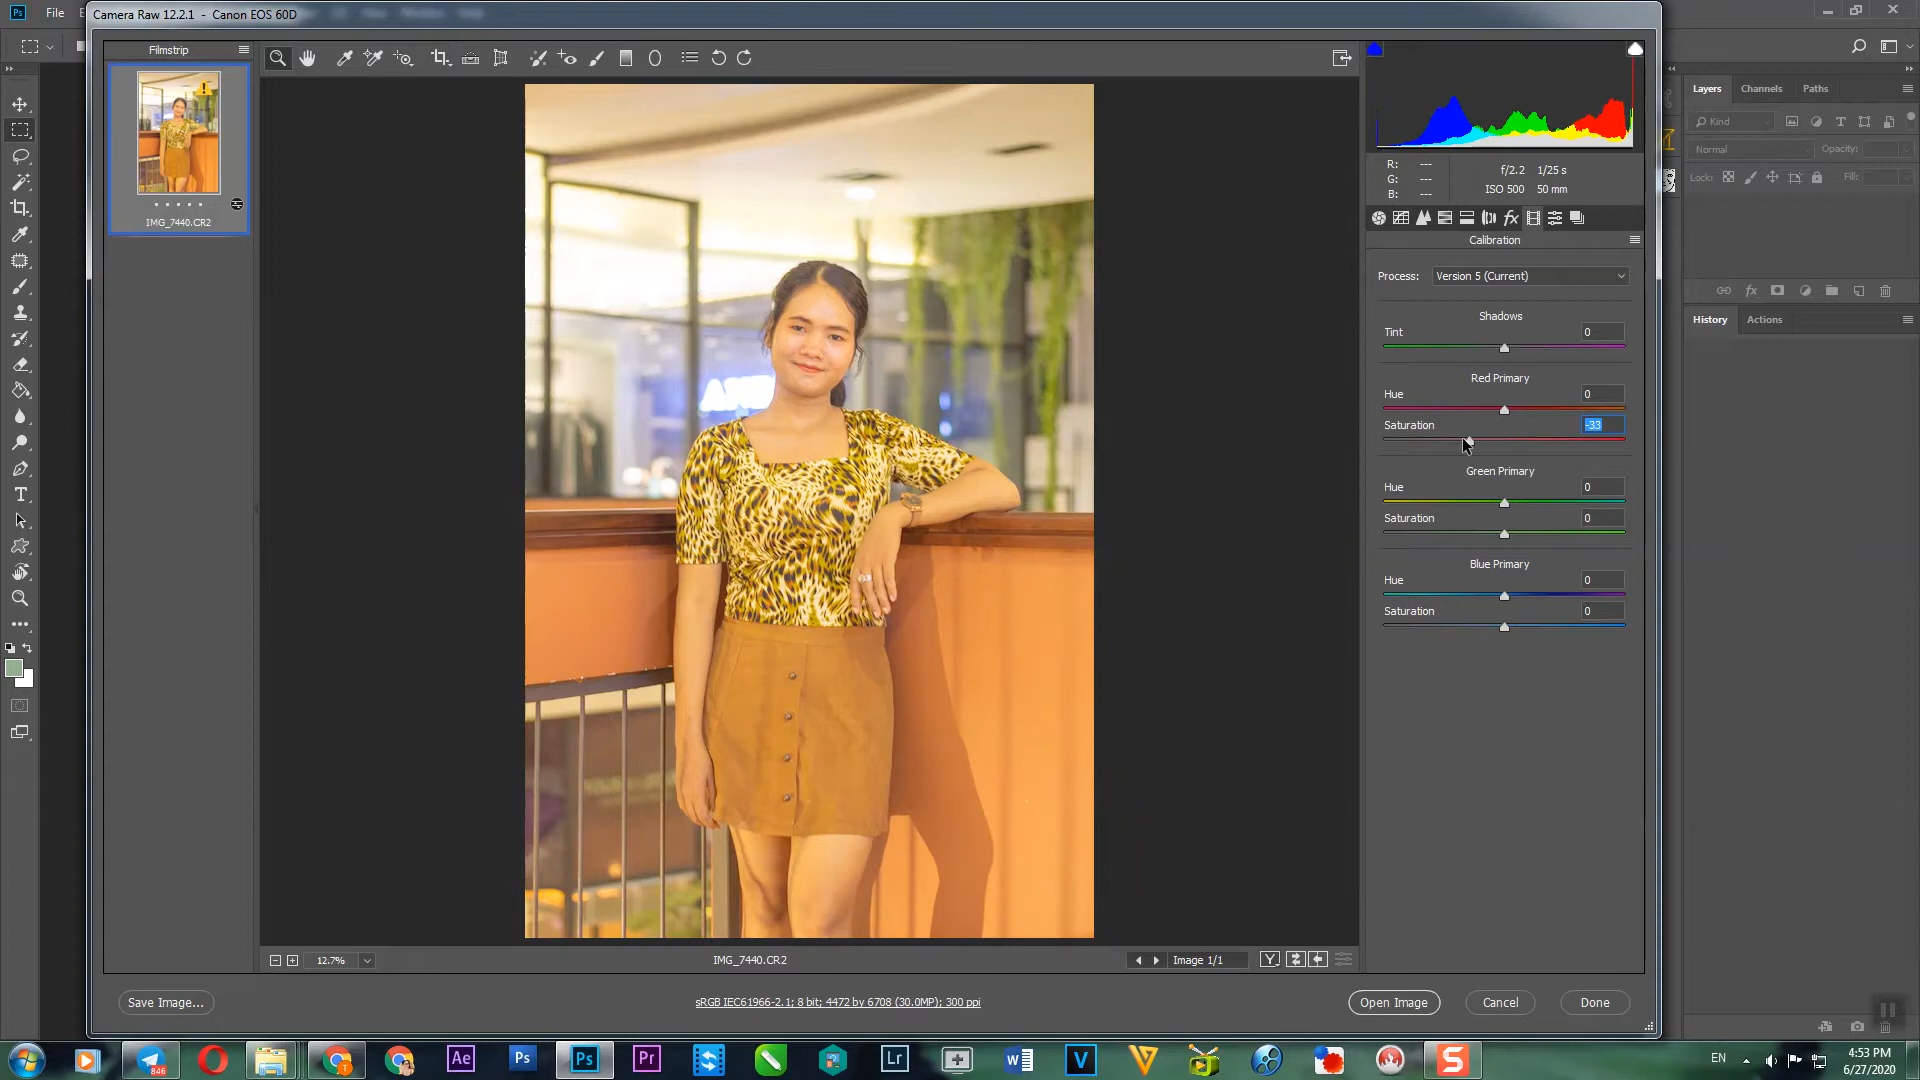 Camera Raw 12.2.1 - Canon EOS 60D
Ps
File
Filmstrip
IMG_7440.CR2
R: ---
G: ---
B: ---
f/2.2 1/25 s
ISO 500 50 mm
Calibration
Process: Version 5 (Current)
Shadows
Tint 0
Red Primary
Hue 0
Saturation -33
Green Primary
Hue 0
Saturation 0
Blue Primary
Hue 0
Saturation 0
Layers Channels Paths
Kind
Normal Opacity:
Lock: Fill:
fx
History Actions
12.7%
IMG_7440.CR2
Image 1/1
Y
Save Image...
sRGB IEC61966-2.1; 8 bit; 4472 by 6708 (30.0MP); 300 ppi
Open Image Cancel Done
846
Ae
Ps
Ps
Pr
Lr
W
V
S
EN
4:53 PM
6/27/2020